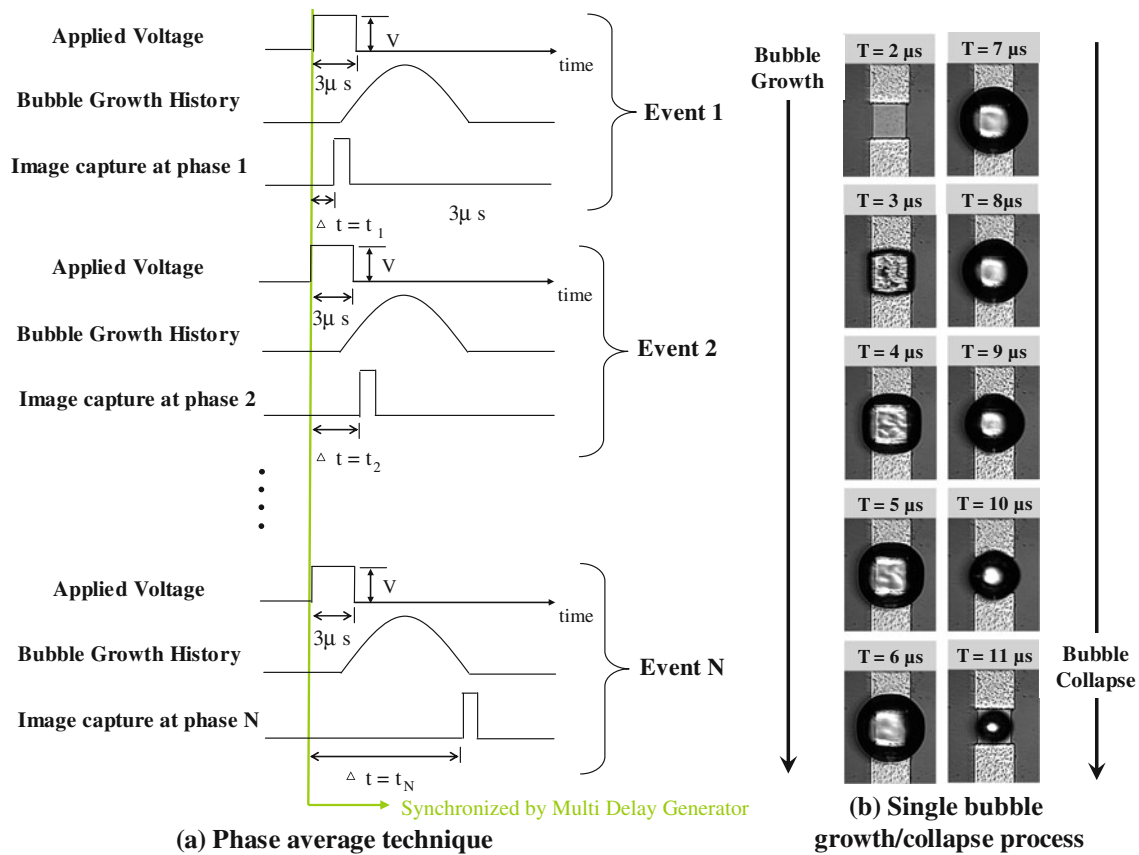 Applied Voltage
V
3μ s
time
Bubble Growth History
Image capture at phase 1
Event 1
△ t = t1
3μ s
Applied Voltage
V
3μ s
time
Bubble Growth History
Image capture at phase 2
Event 2
△ t = t2
Applied Voltage
V
3μ s
time
Bubble Growth History
Image capture at phase N
Event N
△ t = tN
Synchronized by Multi Delay Generator
(a) Phase average technique
Bubble
Growth
T = 2 μs
T = 7 μs
T = 3 μs
T = 8μs
T = 4 μs
T = 9 μs
T = 5 μs
T = 10 μs
T = 6 μs
T = 11 μs
Bubble
Collapse
(b) Single bubble
growth/collapse process